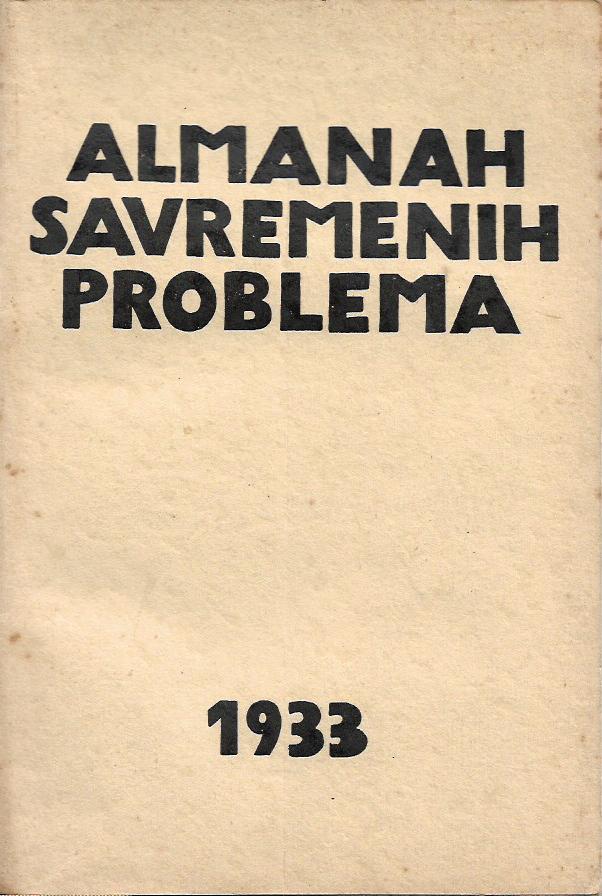 ALMANAH
SAVREMENIH
PROBLEMA
1933